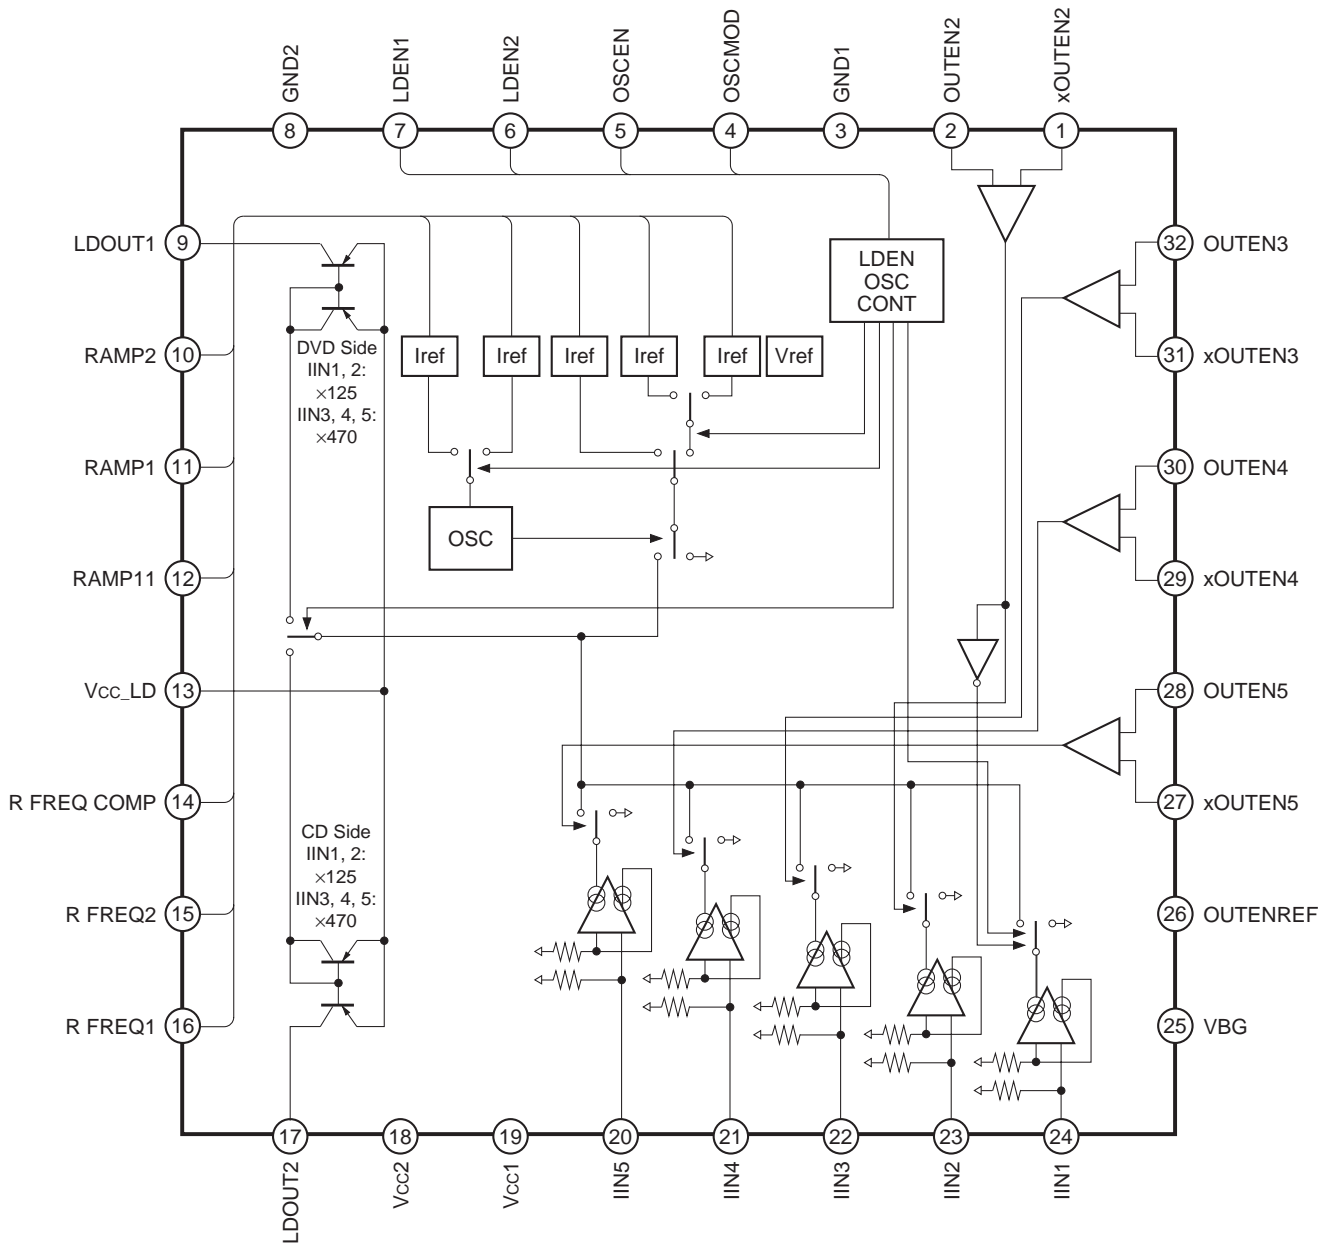 GND2
LDEN1
LDEN2
OSCEN
OSCMOD
GND1
OUTEN2
xOUTEN2
8
7
6
5
4
3
2
1
LDOUT1
9
RAMP2
10
RAMP1
11
RAMP11
12
Vcc_LD
13
R FREQ COMP
14
R FREQ2
15
R FREQ1
16
DVD Side
IIN1, 2:
×125
IIN3, 4, 5:
×470
Iref
Iref
Iref
Iref
Iref
Vref
LDEN
OSC
CONT
OSC
CD Side
IIN1, 2:
×125
IIN3, 4, 5:
×470
32
OUTEN3
31
xOUTEN3
30
OUTEN4
29
xOUTEN4
28
OUTEN5
27
xOUTEN5
26
OUTENREF
25
VBG
17
18
19
20
21
22
23
24
LDOUT2
Vcc2
Vcc1
IIN5
IIN4
IIN3
IIN2
IIN1